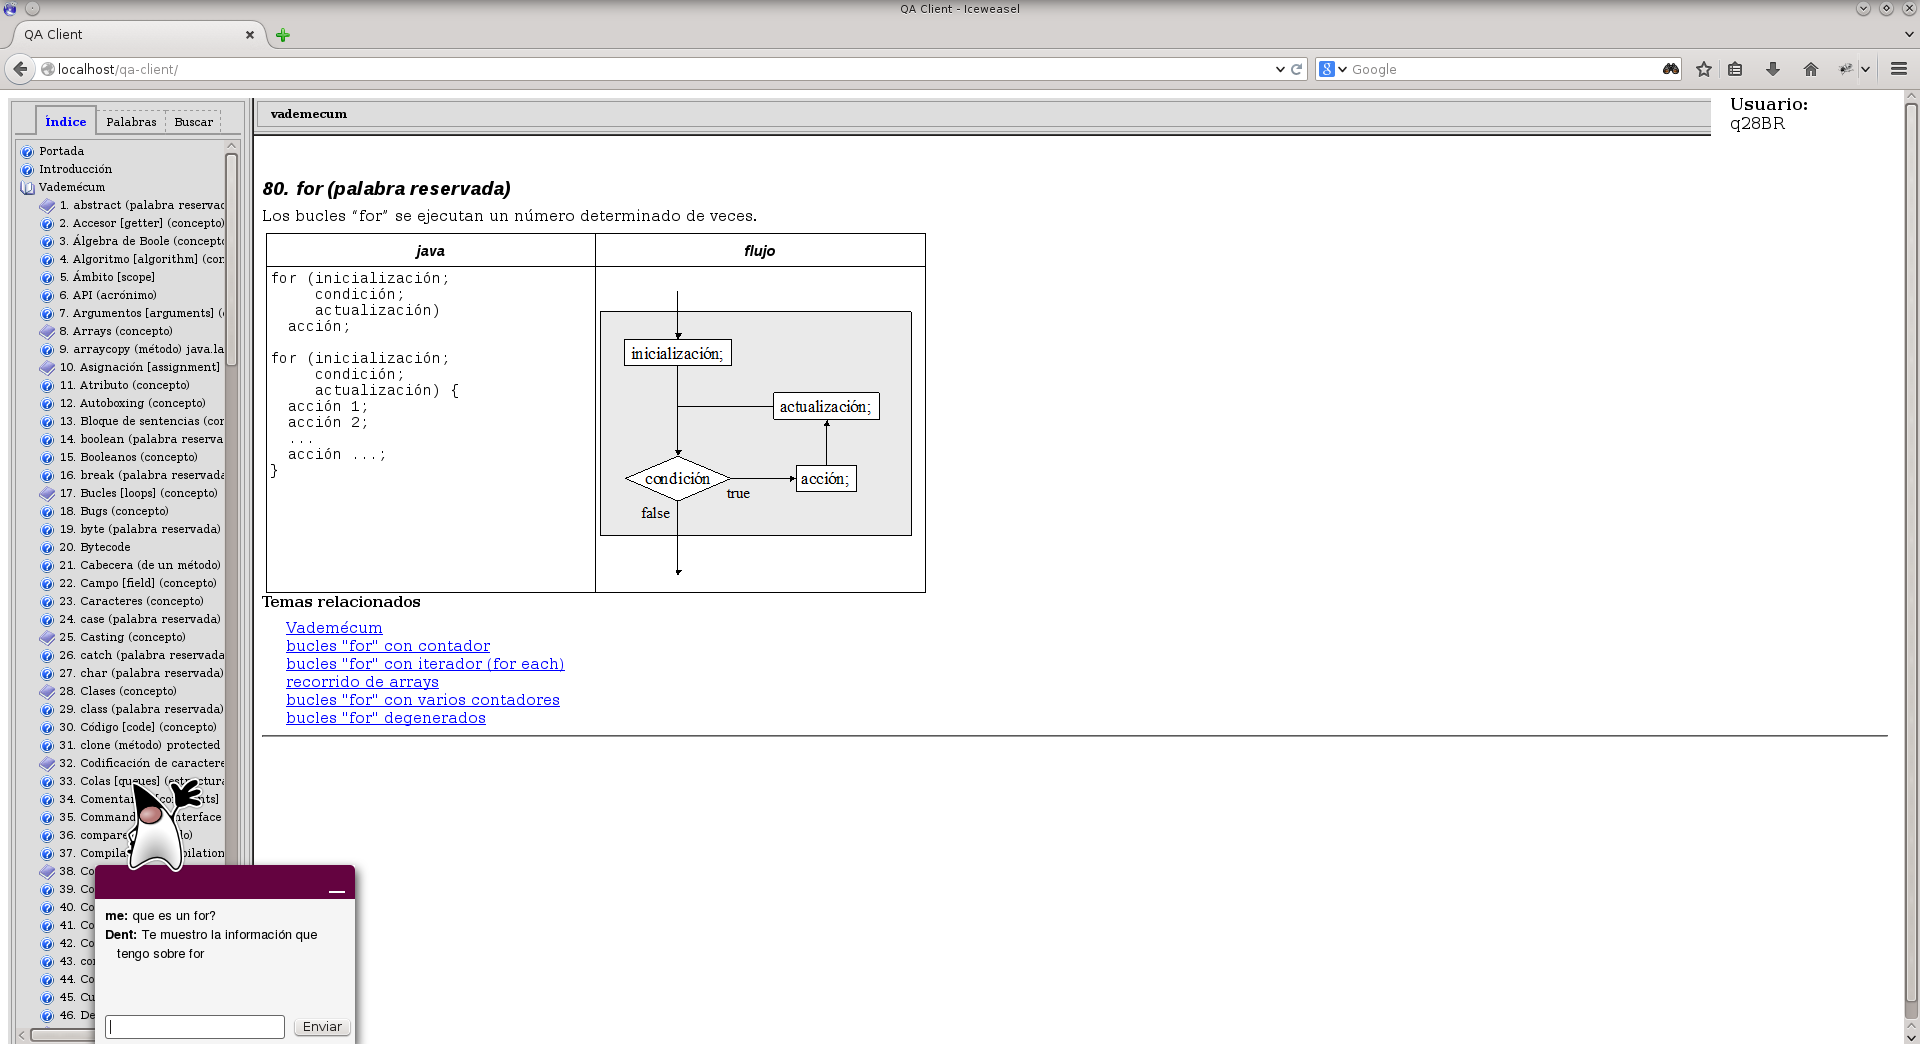 QA Client - Iceweasel
QA Client
localhost/qa-client/
8 Google
Índice Palabras Buscar
vademecum
Usuario:
q28BR
Portada
Introducción
Vademécum
1. abstract (palabra reservac
2. Accesor [getter] (concepto)
3. Álgebra de Boole (concepto
4. Algoritmo [algorithm] (con
5. Ámbito [scope]
6. API (acrónimo)
7. Argumentos [arguments] (
8. Arrays (concepto)
9. arraycopy (método) java.la
10. Asignación [assignment]
11. Atributo (concepto)
12. Autoboxing (concepto)
13. Bloque de sentencias (con
14. boolean (palabra reserva
15. Booleanos (concepto)
16. break (palabra reservada
17. Bucles [loops] (concepto)
18. Bugs (concepto)
19. byte (palabra reservada)
20. Bytecode
21. Cabecera (de un método)
22. Campo [field] (concepto)
23. Caracteres (concepto)
24. case (palabra reservada)
25. Casting (concepto)
26. catch (palabra reservada
27. char (palabra reservada)
28. Clases (concepto)
29. class (palabra reservada)
30. Código [code] (concepto)
31. clone (método) protected
32. Codificación de caractere
33. Colas [queues] (estructura
34. Comentar
35. Command interface
36. compare
37. Compila pilation
38. Co
39. Co
40. Co
41. Co
42. Co
43. con
44. Co
45. Cu
46. De
80. for (palabra reservada)
Los bucles “for” se ejecutan un número determinado de veces.
java
for (inicialización;
condición;
actualización)
acción;
for (inicialización;
condición;
actualización) {
acción 1;
acción 2;
...
acción ...;
}
flujo
inicialización;
actualización;
condición
acción;
true
false
Temas relacionados
Vademécum
bucles "for" con contador
bucles "for" con iterador (for each)
recorrido de arrays
bucles "for" con varios contadores
bucles "for" degenerados
me: que es un for?
Dent: Te muestro la información que
tengo sobre for
Enviar